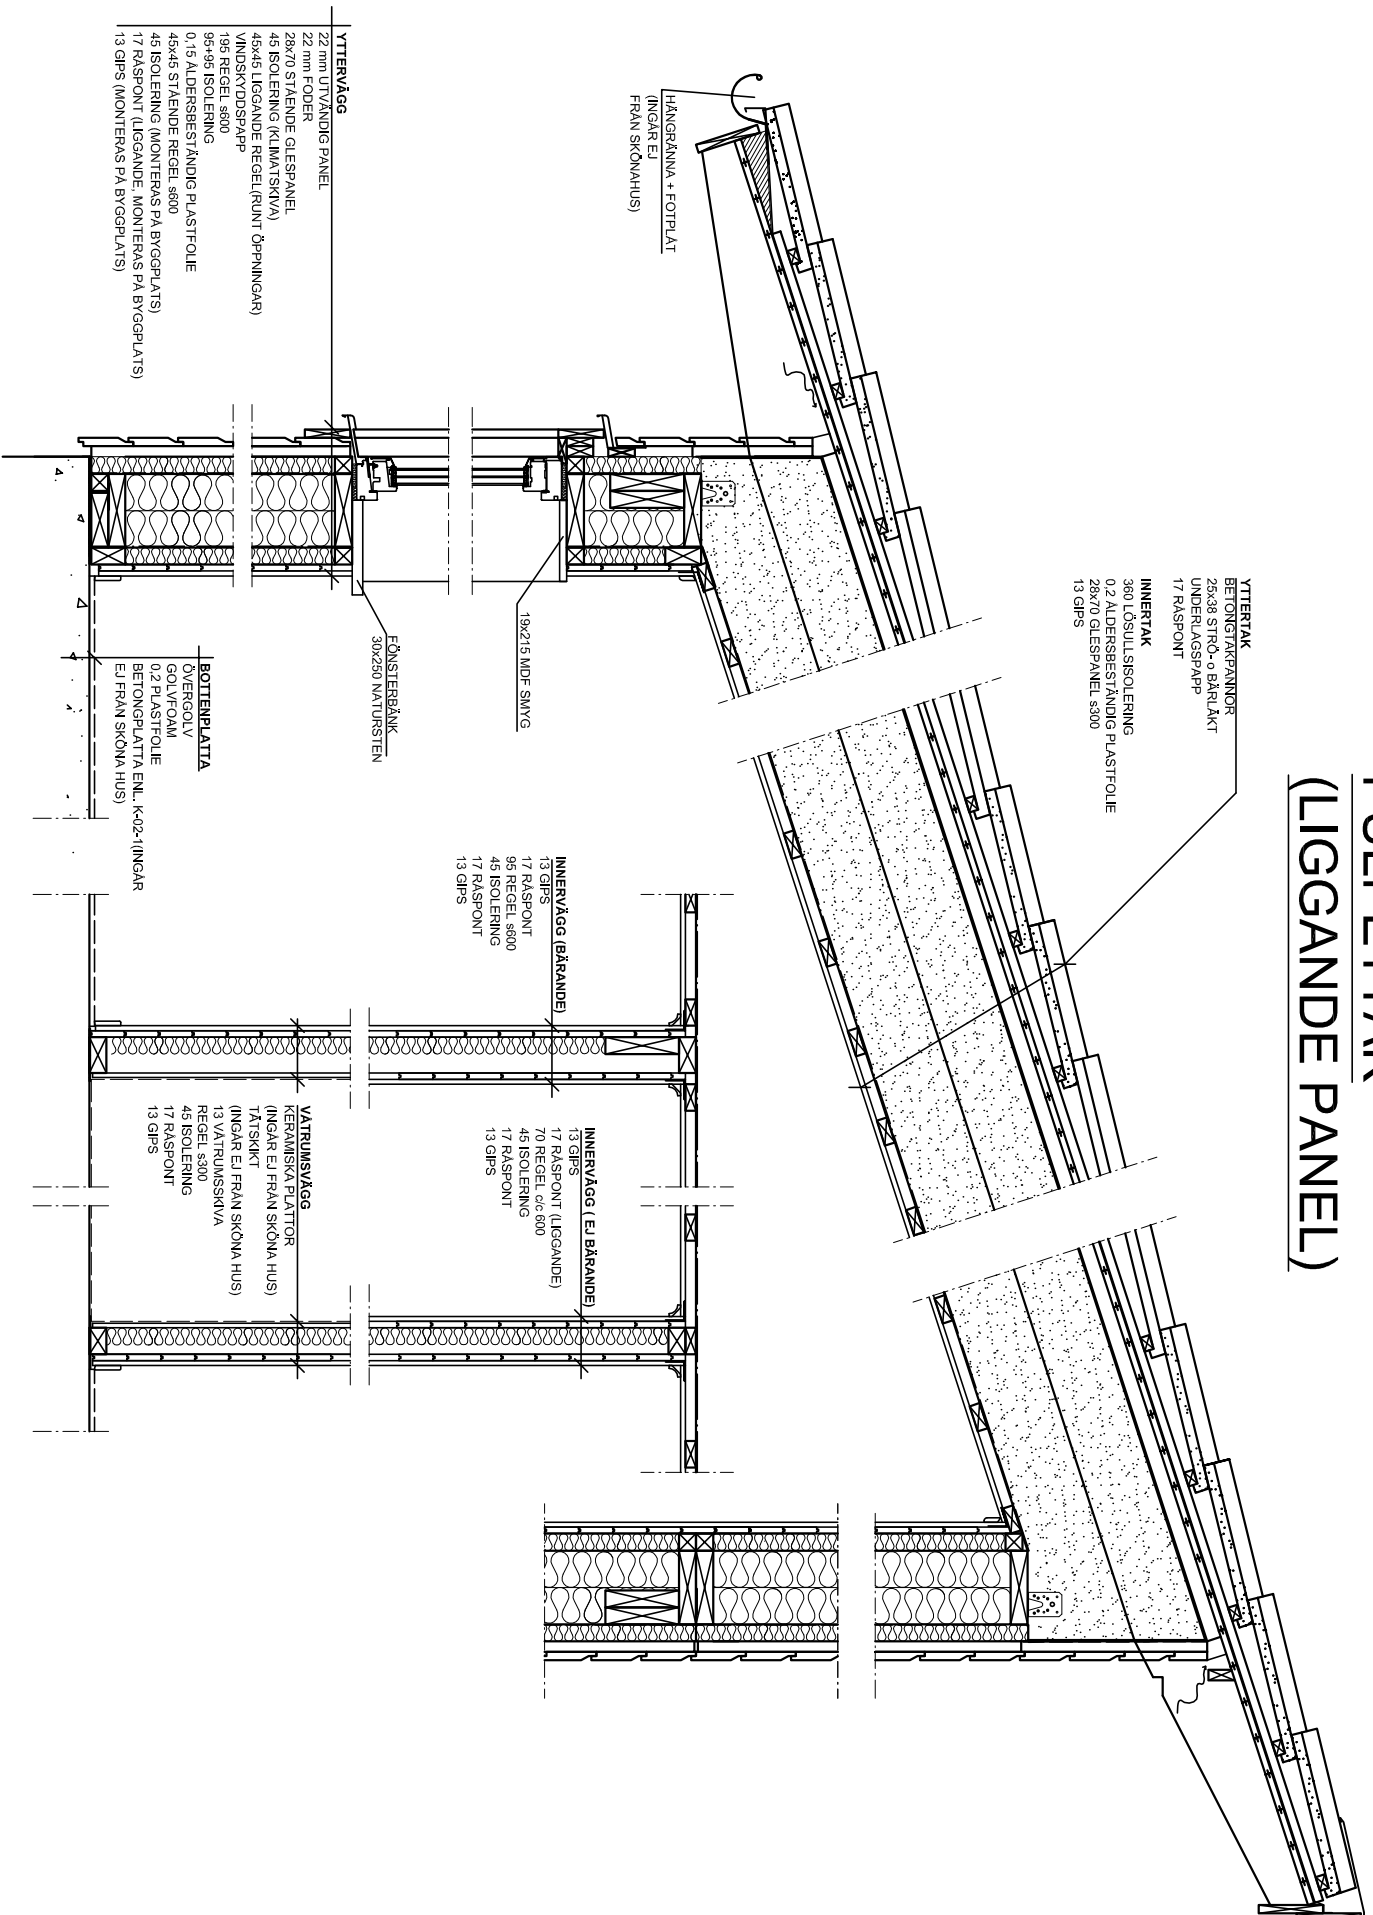 (LIGGANDE PANEL)
YTTERTAK
BETONGTAKPANNOR
25x38 STRÖ- o BÄRLÄKT
UNDERLAGSPAPP
17 RÅSPONT
INNERTAK
360 LÖSULLSISOLERING
0,2 ÅLDERSBESTÄNDIG PLASTFOLIE
28x70 GLESPANEL s300
13 GIPS
HÄNGRÄNNA + FOTPLÅT
(INGÅR EJ
FRÅN SKÖNAHUS)
19x215 MDF SMYG
FÖNSTERBÄNK
30x250 NATURSTEN
INNERVÄGG ( EJ BÄRANDE)
13 GIPS
17 RÅSPONT (LIGGANDE)
70 REGEL c/c 600
45 ISOLERING
17 RÅSPONT
13 GIPS
INNERVÄGG (BÄRANDE)
13 GIPS
17 RÅSPONT
95 REGEL s600
45 ISOLERING
17 RÅSPONT
13 GIPS
YTTERVÄGG
22 mm UTVÄNDIG PANEL
22 mm FODER
28x70 STÅENDE GLESPANEL
45 ISOLERING (KLIMATSKIVA)
45x45 LIGGANDE REGEL(RUNT ÖPPNINGAR)
VINDSKYDDSPAPP
195 REGEL s600
95+95 ISOLERING
0,15 ÅLDERSBESTÄNDIG PLASTFOLIE
45x45 STÅENDE REGEL s600
45 ISOLERING (MONTERAS PÅ BYGGPLATS)
17 RÅSPONT (LIGGANDE, MONTERAS PÅ BYGGPLATS)
13 GIPS (MONTERAS PÅ BYGGPLATS)
VÅTRUMSVÄGG
KERAMISKA PLATTOR
(INGÅR EJ FRÅN SKÖNA HUS)
TÄTSKIKT
(INGÅR EJ FRÅN SKÖNA HUS)
13 VÅTRUMSSKIVA
REGEL s300
45 ISOLERING
17 RÅSPONT
13 GIPS
BOTTENPLATTA
ÖVERGOLV
GOLVFOAM
0,2 PLASTFOLIE
BETONGPLATTA ENL. K-02-1(INGÅR
EJ FRÅN SKÖNA HUS)